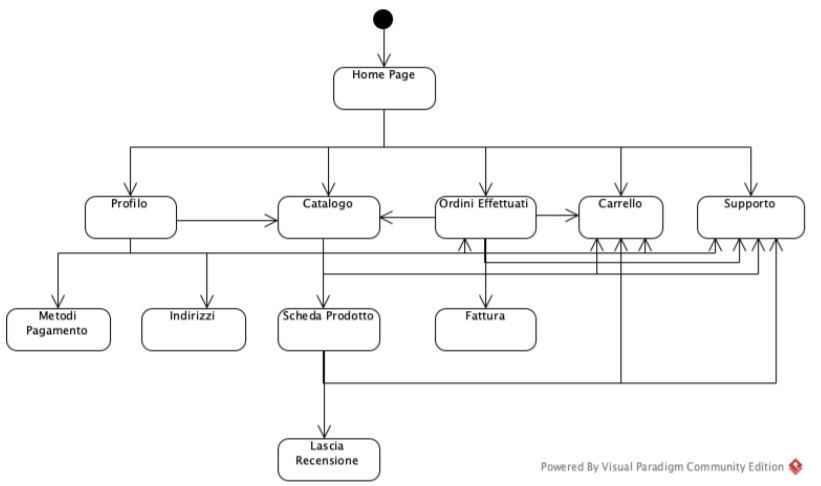 Home Page
Profilo
Catalogo
Ordini Effettuati
Carrello
Supporto
Metodi
Pagamento
Indirizzi
Scheda Prodotto
Fattura
Lascia
Recensione
Powered By Visual Paradigm Community Edition